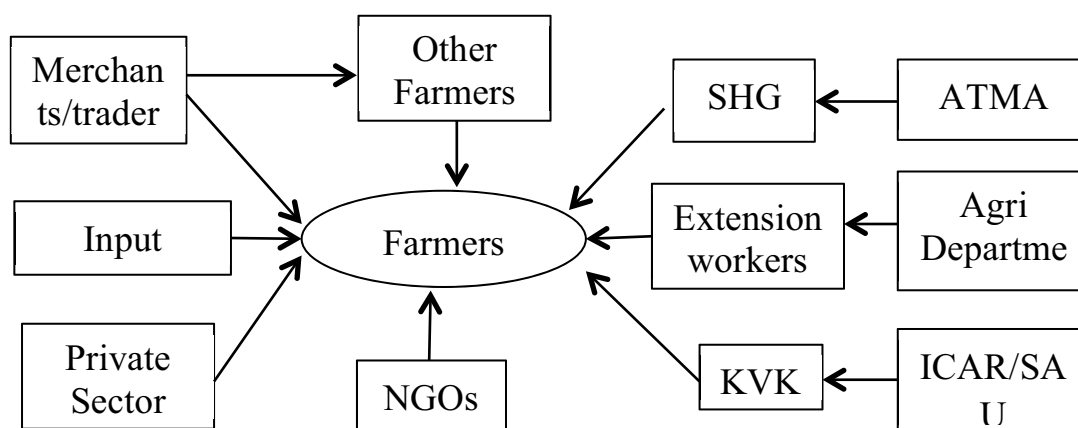 Merchan
ts/trader
Other
Farmers
SHG
ATMA
Input
Farmers
Extension
workers
Agri
Departme
Private
Sector
NGOs
KVK
ICAR/SA
U